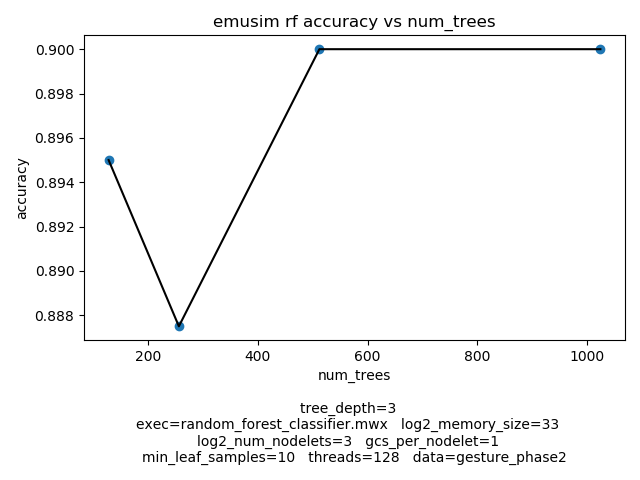 emusim rf accuracy vs num_trees
0.900
0.898
0.896
0.894
0.892
0.890
0.888
accuracy
200 400 600 800 1000
num_trees
tree_depth=3
exec=random_forest_classifier.mwx log2_memory_size=33
log2_num_nodelets=3 gcs_per_nodelet=1
min_leaf_samples=10 threads=128 data=gesture_phase2